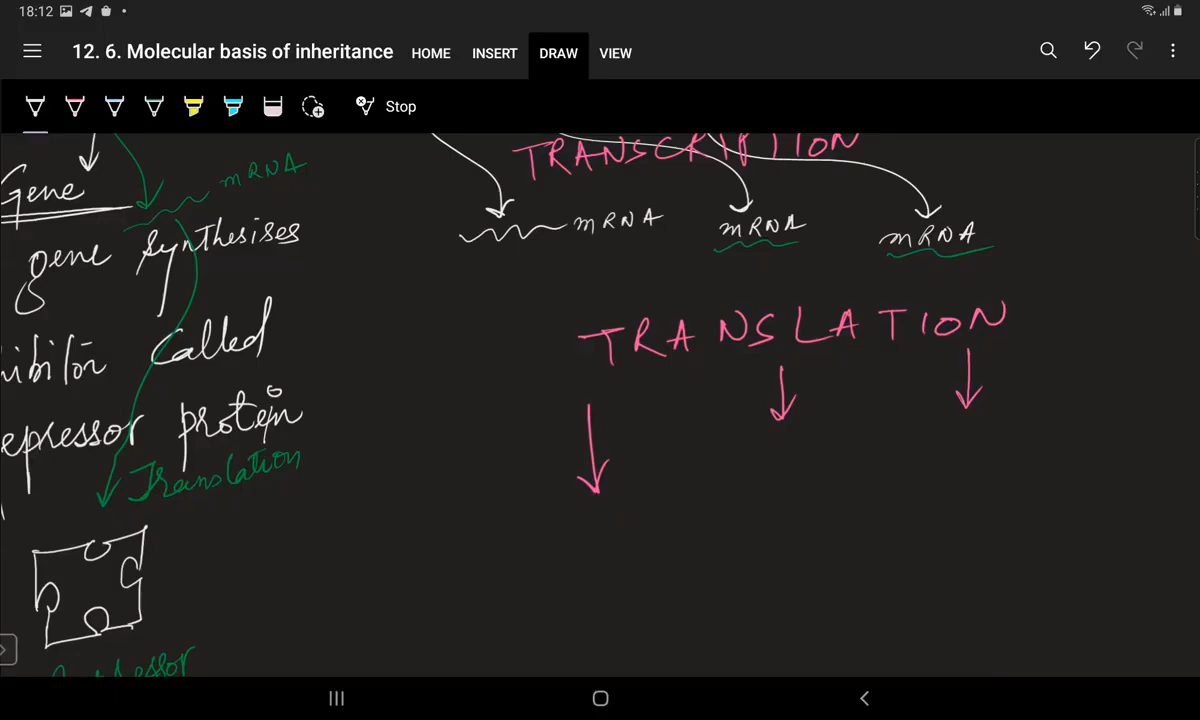 18:12
12. 6. Molecular basis of inheritance HOME INSERT DRAW VIEW
Stop
TRANSCRIPTION
mRNA
Gene
mRNA mRNA mRNA
gene synthesises
TRANSLATION
called
protein
Translation